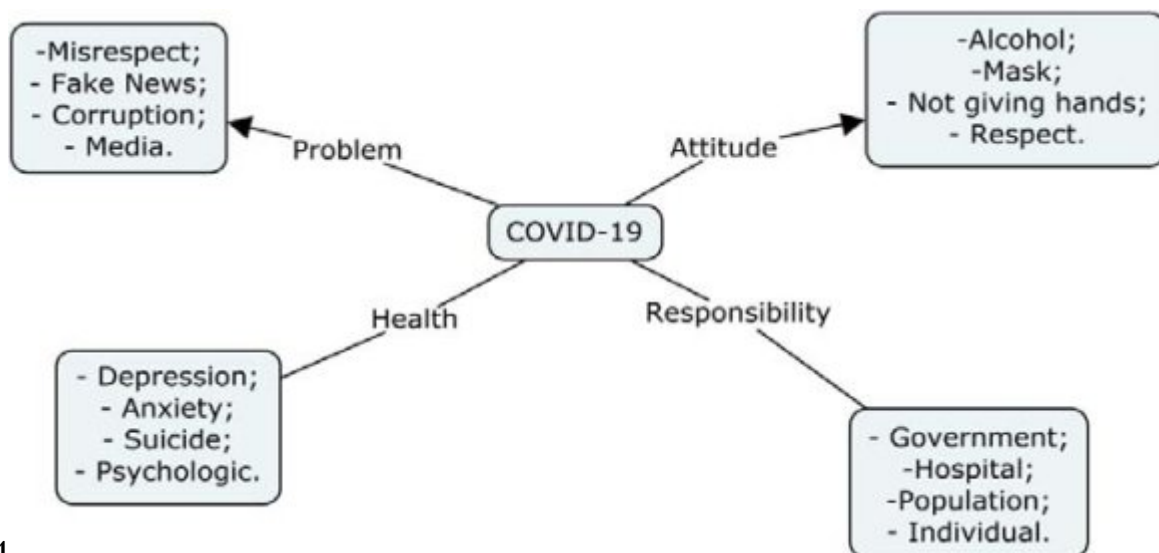 -Misrespect;
- Fake News;
- Corruption;
- Media.
Problem
-Alcohol;
-Mask;
- Not giving hands;
- Respect.
Attitude
COVID-19
Health
- Depression;
- Anxiety;
- Suicide;
- Psychologic.
Responsibility
- Government;
-Hospital;
-Population;
- Individual.